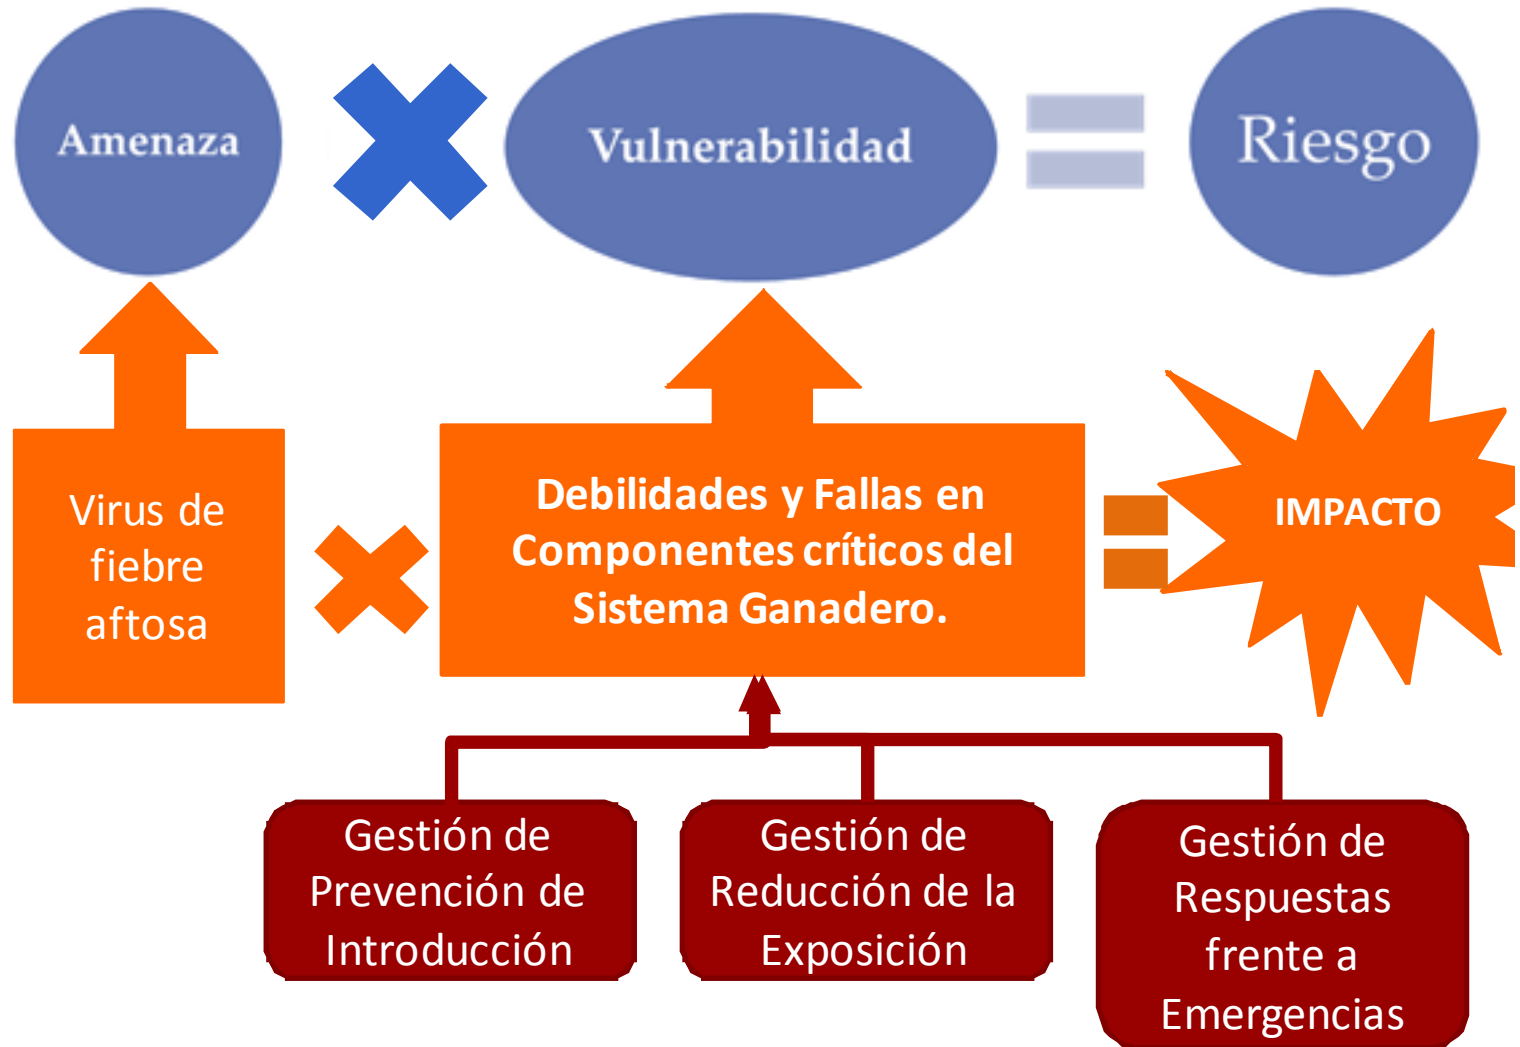 Amenaza
Vulnerabilidad
Riesgo
Virus de
fiebre
aftosa
Debilidades y Fallas en
Componentes críticos del
Sistema Ganadero.
IMPACTO
Gestión de
Prevención de
Introducción
Gestión de
Reducción de la
Exposición
Gestión de
Respuestas
frente a
Emergencias